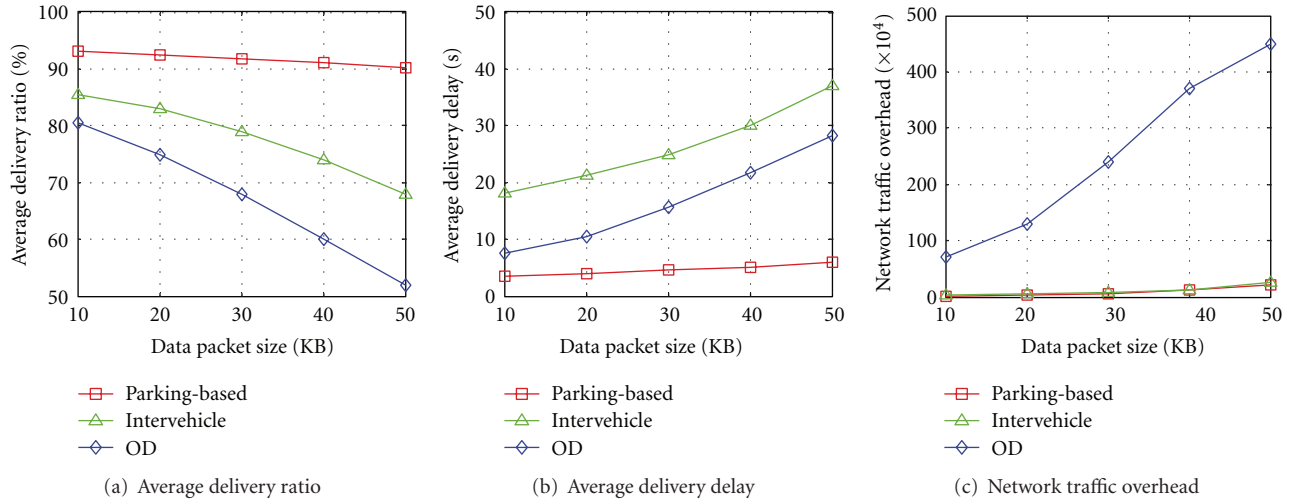 100
90
80
70
60
50
10
20
30
40
50
Average delivery ratio (%)
Data packet size (KB)
Parking-based
Intervehicle
OD
(a) Average delivery ratio
50
40
30
20
10
0
10
20
30
40
50
Average delivery delay (s)
Data packet size (KB)
Parking-based
Intervehicle
OD
(b) Average delivery delay
500
400
300
200
100
0
10
20
30
40
50
Network traffic overhead (×10⁴)
Data packet size (KB)
Parking-based
Intervehicle
OD
(c) Network traffic overhead